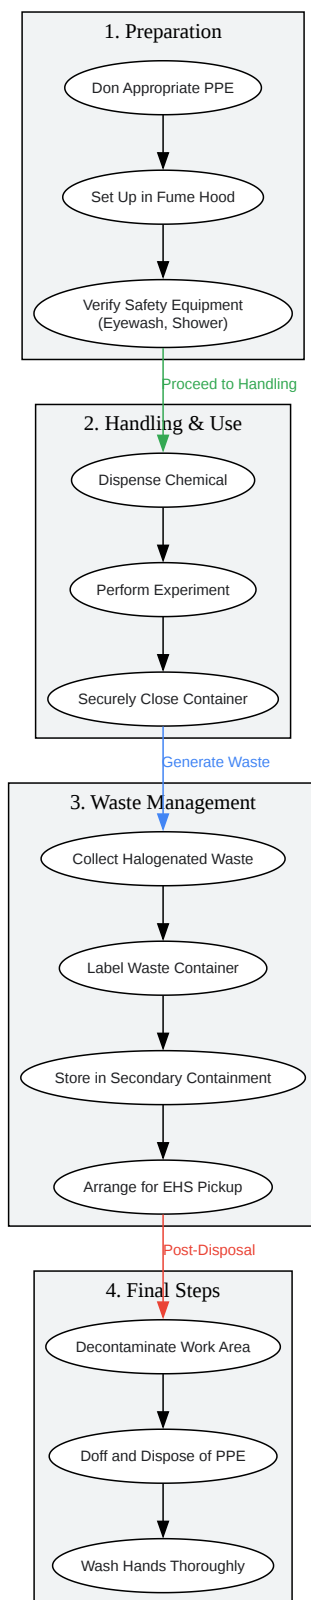 1. Preparation
Don Appropriate PPE
Set Up in Fume Hood
Verify Safety Equipment
(Eyewash, Shower)
Proceed to Handling
2. Handling & Use
Dispense Chemical
Perform Experiment
Securely Close Container
Generate Waste
3. Waste Management
Collect Halogenated Waste
Label Waste Container
Store in Secondary Containment
Arrange for EHS Pickup
Post-Disposal
4. Final Steps
Decontaminate Work Area
Doff and Dispose of PPE
Wash Hands Thoroughly